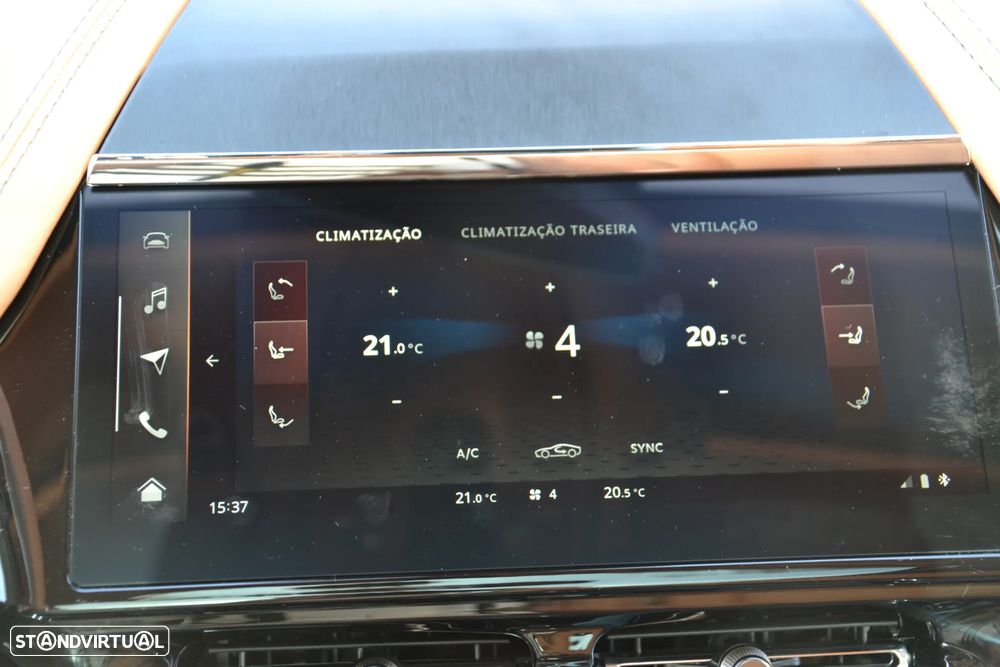 CLIMATIZAÇÃO CLIMATIZAÇÃO TRASEIRA VENTILAÇÃO
+ + +
21.0°C 4 20.5°C
- - -
A/C SYNC
15:37 21.0°C 4 20.5°C
STANDVIRTUAL